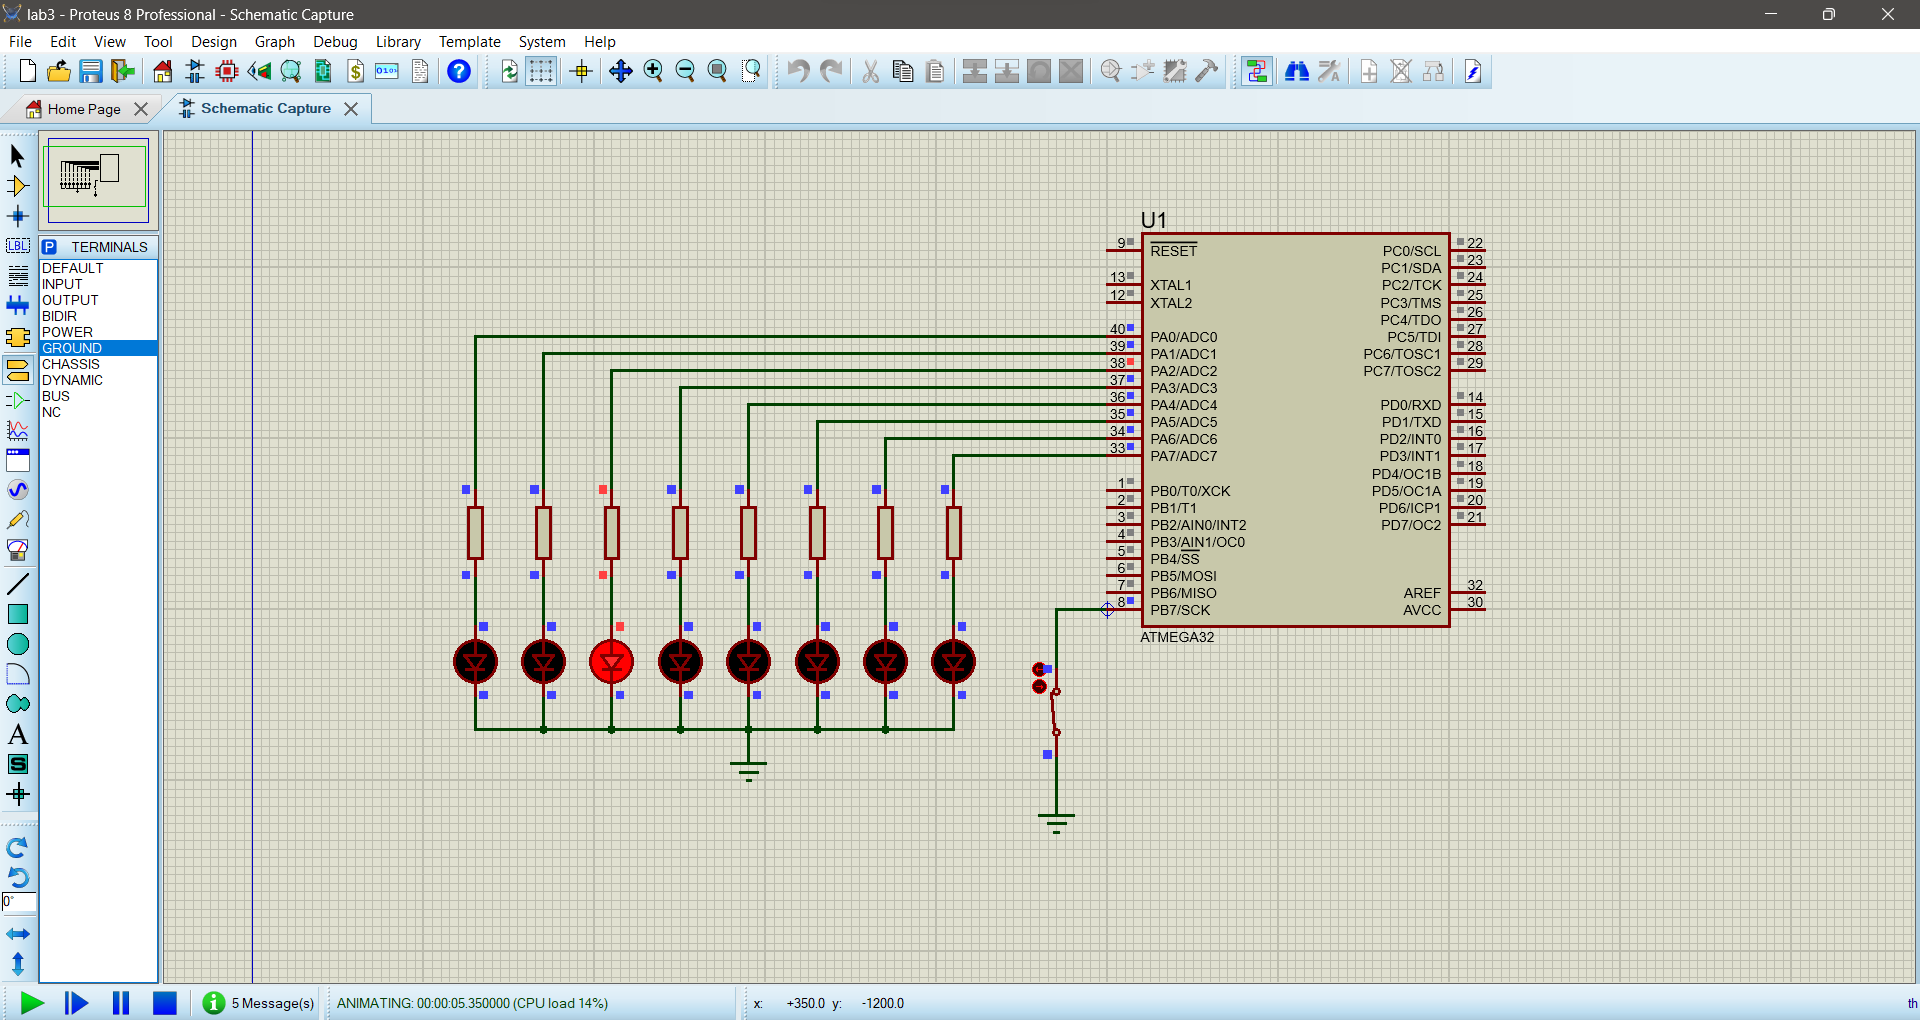 lab3 - Proteus 8 Professional - Schematic Capture
File Edit View Tool Design Graph Debug Library Template System Help
Home Page
Schematic Capture
LBL
P TERMINALS
DEFAULT
INPUT
OUTPUT
BIDIR
POWER
GROUND
CHASSIS
DYNAMIC
BUS
NC
A
S
0°
U1
9 RESET
13 XTAL1
12 XTAL2
40 PA0/ADC0
39 PA1/ADC1
38 PA2/ADC2
37 PA3/ADC3
36 PA4/ADC4
35 PA5/ADC5
34 PA6/ADC6
33 PA7/ADC7
1 PB0/T0/XCK
2 PB1/T1
3 PB2/AIN0/INT2
4 PB3/AIN1/OC0
5 PB4/SS
6 PB5/MOSI
7 PB6/MISO
8 PB7/SCK
PC0/SCL 22
PC1/SDA 23
PC2/TCK 24
PC3/TMS 25
PC4/TDO 26
PC5/TDI 27
PC6/TOSC1 28
PC7/TOSC2 29
PD0/RXD 14
PD1/TXD 15
PD2/INT0 16
PD3/INT1 17
PD4/OC1B 18
PD5/OC1A 19
PD6/ICP1 20
PD7/OC2 21
AREF 32
AVCC 30
ATMEGA32
5 Message(s)
ANIMATING: 00:00:05.350000 (CPU load 14%)
x: +350.0 y: -1200.0
th